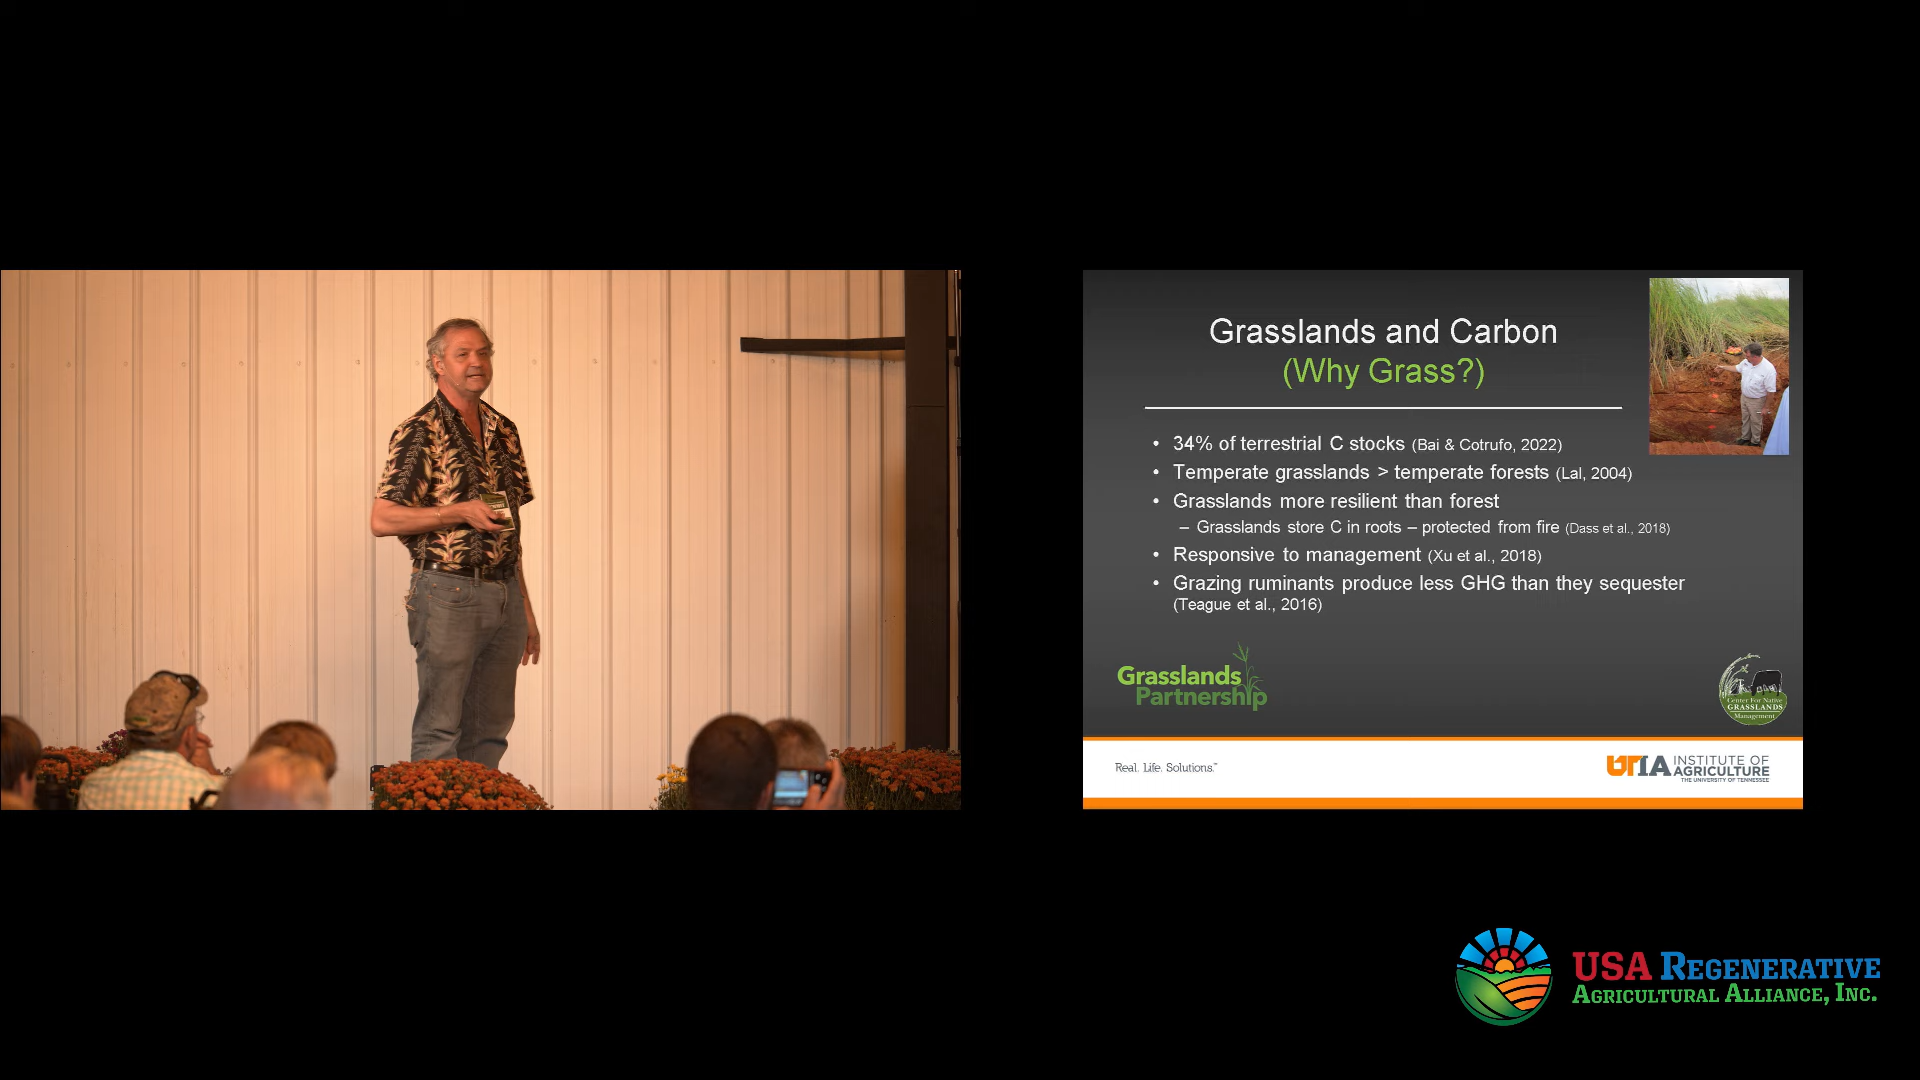 Grasslands and Carbon
(Why Grass?)
• 34% of terrestrial C stocks (Bai & Cotrufo, 2022)
• Temperate grasslands > temperate forests (Lal, 2004)
• Grasslands more resilient than forest
– Grasslands store C in roots – protected from fire (Dass et al., 2018)
• Responsive to management (Xu et al., 2018)
• Grazing ruminants produce less GHG than they sequester
(Teague et al., 2016)
Grasslands
Partnership
Center For Native
GRASSLANDS
Management
Real. Life. Solutions.™
UTIA INSTITUTE OF
AGRICULTURE
THE UNIVERSITY OF TENNESSEE
USA REGENERATIVE
AGRICULTURAL ALLIANCE, INC.